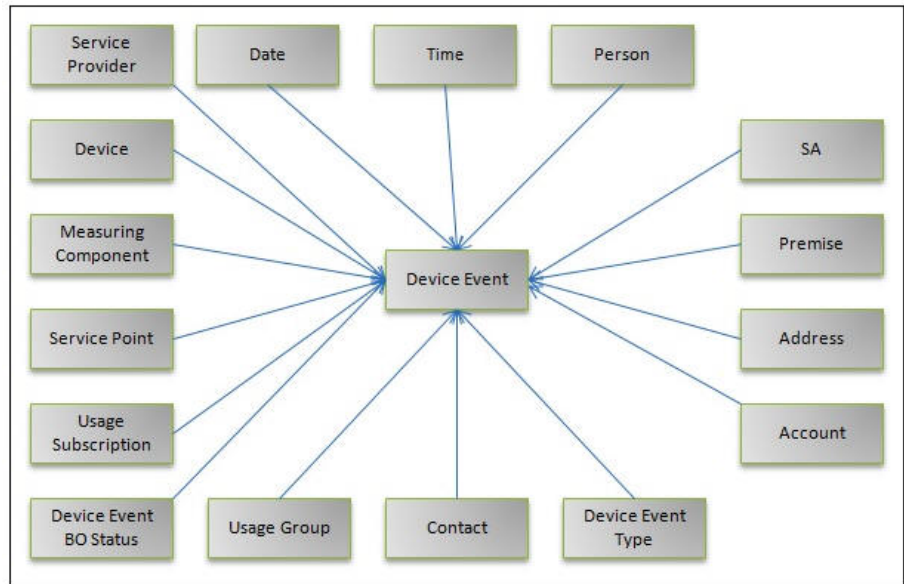 Service
Provider
Date
Time
Person
Device
SA
Measuring
Component
Premise
Device Event
Service Point
Address
Usage
Subscription
Account
Device Event
BO Status
Usage Group
Contact
Device Event
Type